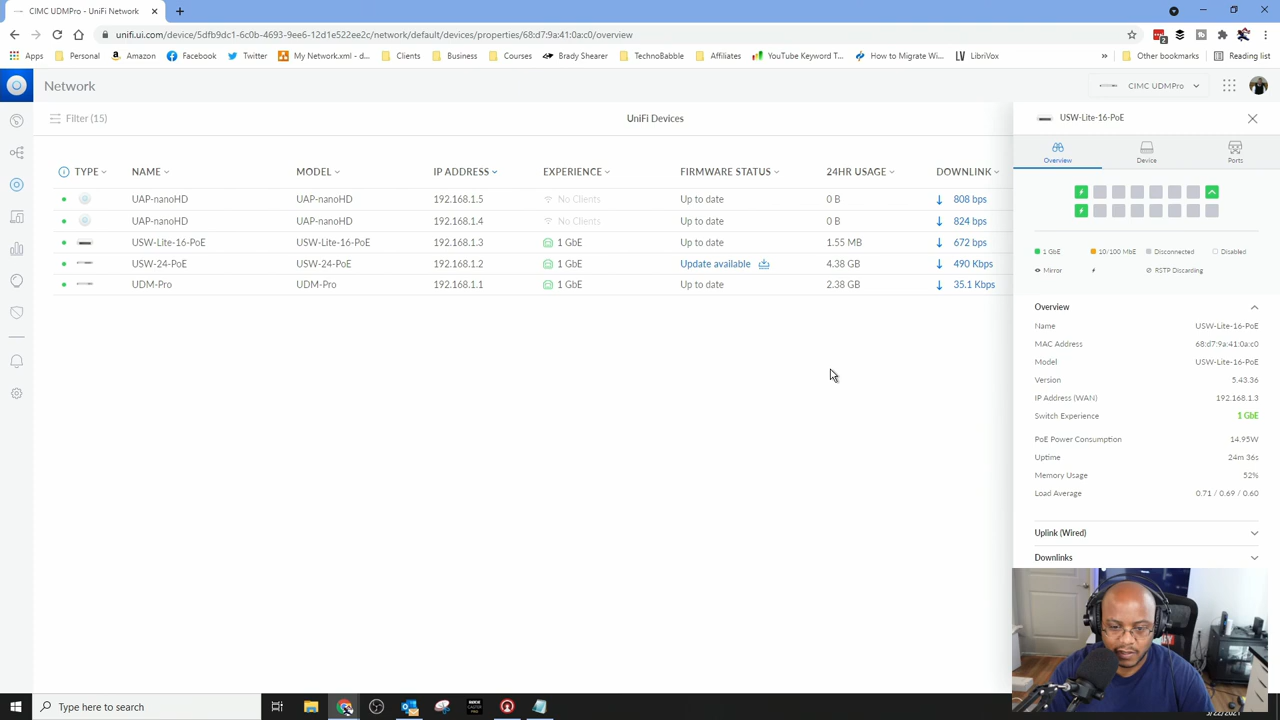 CIMC UDMPro - UniFi Network
unifi.ui.com/device/5dfb9dc1-6c0b-4693-9ee6-12d1e522ee2c/network/default/devices/properties/68:d7:9a:41:0a:c0/overview
Apps Personal Amazon Facebook Twitter My Network.xml - d... Clients Business Courses Brady Shearer TechnoBabble Affiliates YouTube Keyword T... How to Migrate Wi... LibriVox » Other bookmarks Reading list
Network CIMC UDMPro
Filter (15) UniFi Devices
TYPE NAME MODEL IP ADDRESS EXPERIENCE FIRMWARE STATUS 24HR USAGE DOWNLINK
UAP-nanoHD UAP-nanoHD 192.168.1.5 No Clients Up to date 0 B 808 bps
UAP-nanoHD UAP-nanoHD 192.168.1.4 No Clients Up to date 0 B 824 bps
USW-Lite-16-PoE USW-Lite-16-PoE 192.168.1.3 1 GbE Up to date 1.55 MB 672 bps
USW-24-PoE USW-24-PoE 192.168.1.2 1 GbE Update available 4.38 GB 490 Kbps
UDM-Pro UDM-Pro 192.168.1.1 1 GbE Up to date 2.38 GB 35.1 Kbps
USW-Lite-16-PoE
Overview Device Ports
1 GbE 10/100 MbE Disconnected Disabled
Mirror RSTP Discarding
Overview
Name USW-Lite-16-PoE
MAC Address 68:d7:9a:41:0a:c0
Model USW-Lite-16-PoE
Version 5.43.36
IP Address (WAN) 192.168.1.3
Switch Experience 1 GbE
PoE Power Consumption 14.95W
Uptime 24m 36s
Memory Usage 52%
Load Average 0.71 / 0.69 / 0.60
Uplink (Wired)
Downlinks
Type here to search